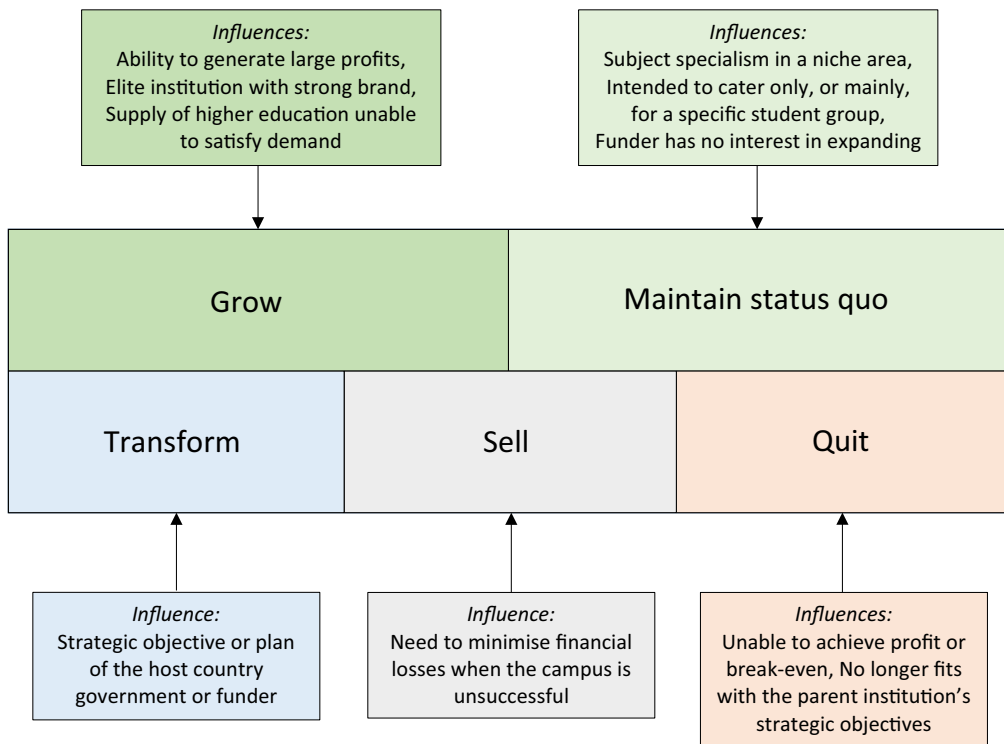 Influences:
Ability to generate large profits,
Elite institution with strong brand,
Supply of higher education unable
to satisfy demand
Influences:
Subject specialism in a niche area,
Intended to cater only, or mainly,
for a specific student group,
Funder has no interest in expanding
Grow
Maintain status quo
Transform
Sell
Quit
Influence:
Strategic objective or plan
of the host country
government or funder
Influence:
Need to minimise financial
losses when the campus is
unsuccessful
Influences:
Unable to achieve profit or
break-even, No longer fits
with the parent institution’s
strategic objectives